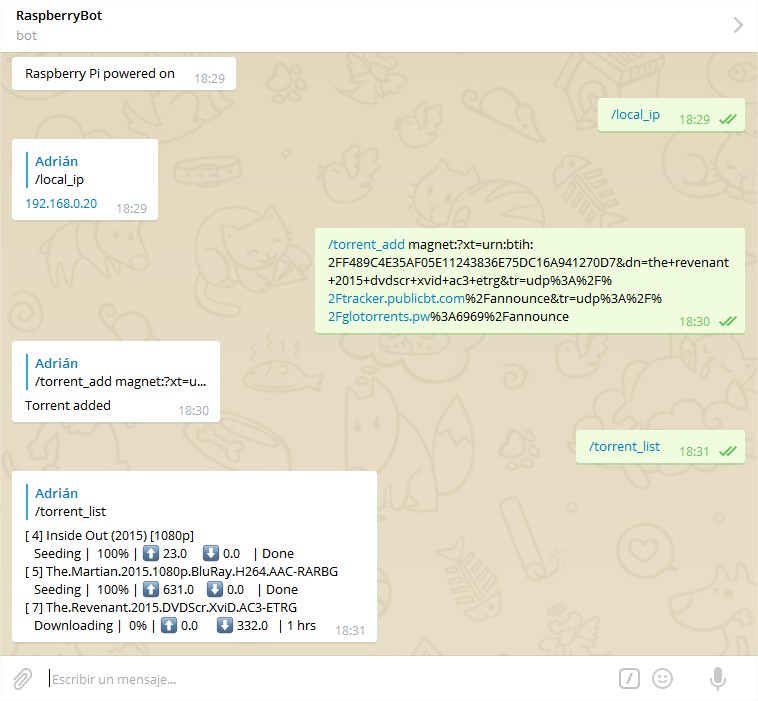 RaspberryBot
bot
Raspberry Pi powered on 18:29
/local_ip 18:29
Adrián
/local_ip
192.168.0.20 18:29
/torrent_add magnet:?xt=urn:btih:
2FF489C4E35AF05E11243836E75DC16A941270D7&dn=the+revenant
+2015+dvdscr+xvid+ac3+etrg&tr=udp%3A%2F%
2Ftracker.publicbt.com%2Fannounce&tr=udp%3A%2F%
2Fglotorrents.pw%3A6969%2Fannounce 18:30
Adrián
/torrent_add magnet:?xt=u...
Torrent added 18:30
/torrent_list 18:31
Adrián
/torrent_list
[ 4] Inside Out (2015) [1080p]
Seeding | 100% | ⬆ 23.0 ⬇ 0.0 | Done
[ 5] The.Martian.2015.1080p.BluRay.H264.AAC-RARBG
Seeding | 100% | ⬆ 631.0 ⬇ 0.0 | Done
[ 7] The.Revenant.2015.DVDScr.XviD.AC3-ETRG
Downloading | 0% | ⬆ 0.0 ⬇ 332.0 | 1 hrs 18:31
Escribir un mensaje...